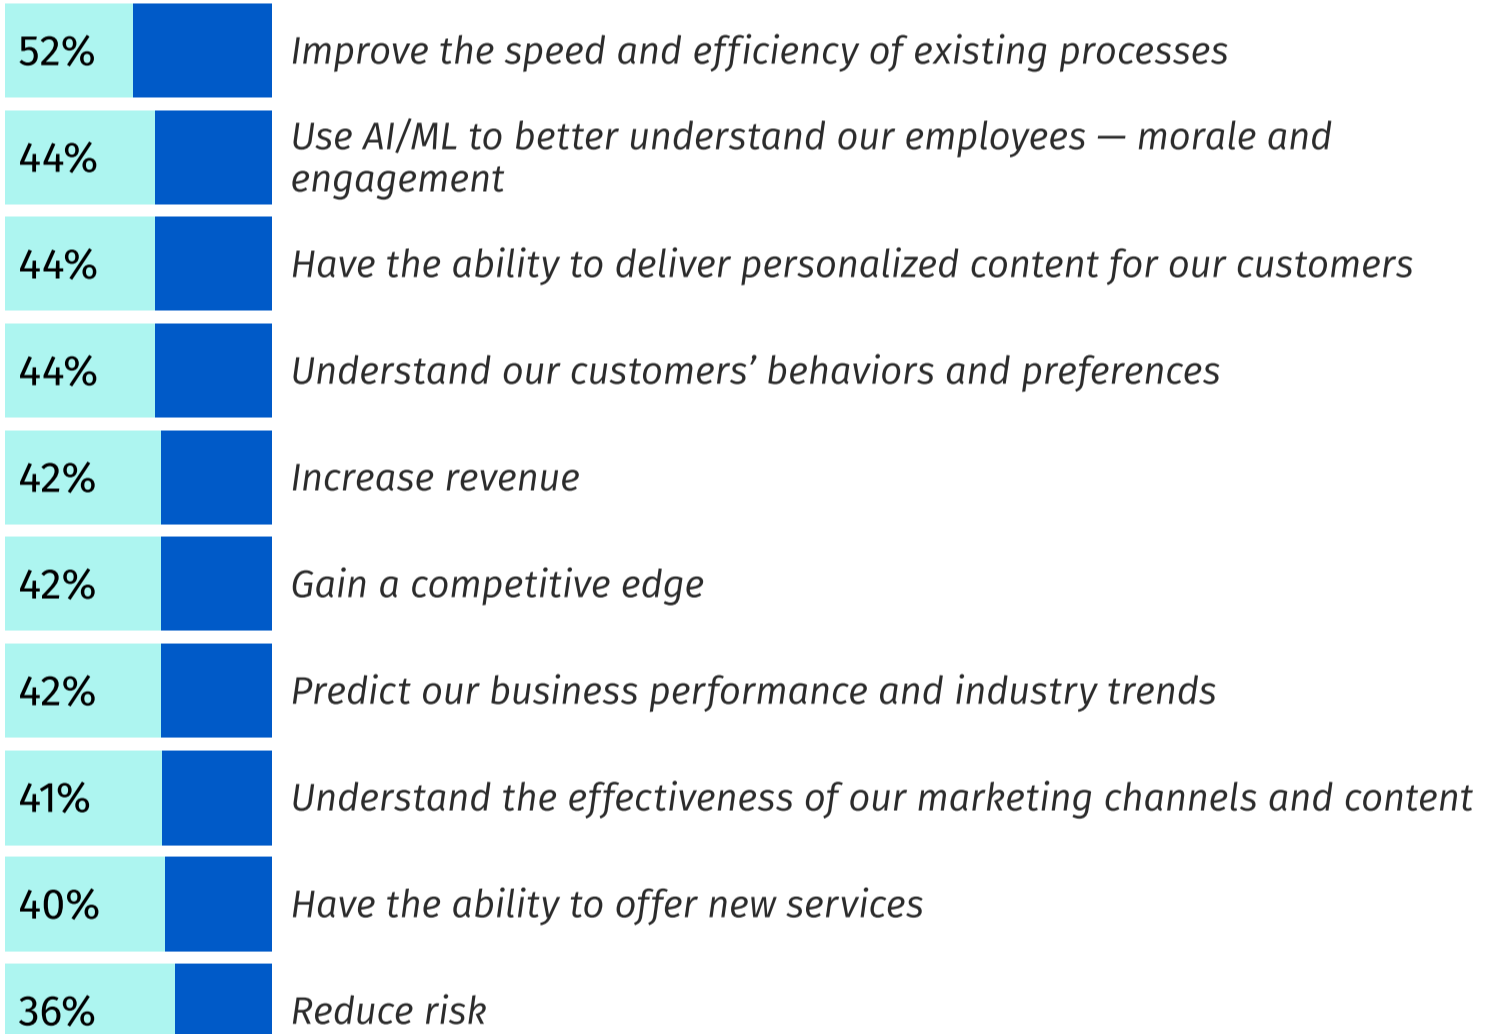 52% Improve the speed and efficiency of existing processes
44% Use AI/ML to better understand our employees — morale and
engagement
44% Have the ability to deliver personalized content for our customers
44% Understand our customers’ behaviors and preferences
42% Increase revenue
42% Gain a competitive edge
42% Predict our business performance and industry trends
41% Understand the effectiveness of our marketing channels and content
40% Have the ability to offer new services
36% Reduce risk